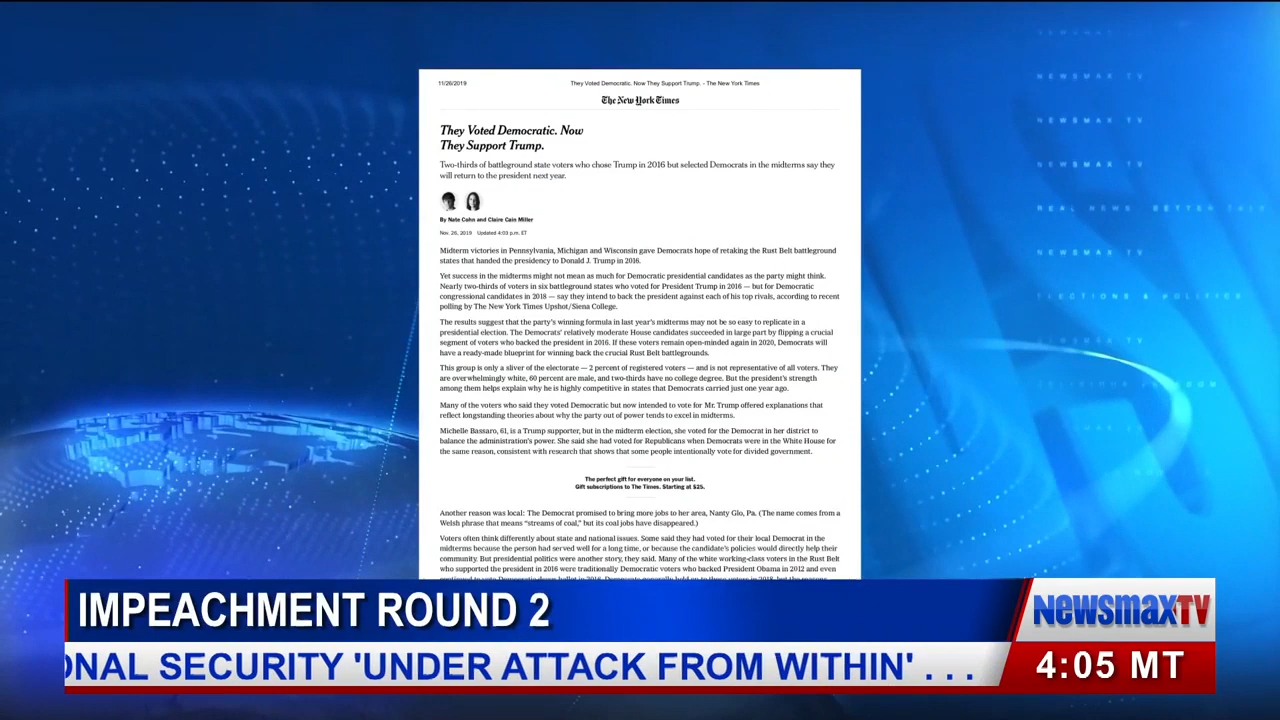 11/26/2019 They Voted Democratic. Now They Support Trump. - The New York Times
The New York Times
They Voted Democratic. Now
They Support Trump.
Two-thirds of battleground state voters who chose Trump in 2016 but selected Democrats in the midterms say they
will return to the president next year.
By Nate Cohn and Claire Cain Miller
Nov. 26, 2019 Updated 4:03 p.m. ET
Midterm victories in Pennsylvania, Michigan and Wisconsin gave Democrats hope of retaking the Rust Belt battleground
states that handed the presidency to Donald J. Trump in 2016.
Yet success in the midterms might not mean as much for Democratic presidential candidates as the party might think.
Nearly two-thirds of voters in six battleground states who voted for President Trump in 2016 — but for Democratic
congressional candidates in 2018 — say they intend to back the president against each of his top rivals, according to recent
polling by The New York Times Upshot/Siena College.
The results suggest that the party's winning formula in last year's midterms may not be so easy to replicate in a
presidential election. The Democrats' relatively moderate House candidates succeeded in large part by flipping a crucial
segment of voters who backed the president in 2016. If these voters remain open-minded again in 2020, Democrats will
have a ready-made blueprint for winning back the crucial Rust Belt battlegrounds.
This group is only a sliver of the electorate — 2 percent of registered voters — and is not representative of all voters. They
are overwhelmingly white, 60 percent are male, and two-thirds have no college degree. But the president's strength
among them helps explain why he is highly competitive in states that Democrats carried just one year ago.
Many of the voters who said they voted Democratic but now intended to vote for Mr. Trump offered explanations that
reflect longstanding theories about why the party out of power tends to excel in midterms.
Michelle Bassaro, 61, is a Trump supporter, but in the midterm election, she voted for the Democrat in her district to
balance the administration's power. She said she had voted for Republicans when Democrats were in the White House for
the same reason, consistent with research that shows that some people intentionally vote for divided government.
The perfect gift for everyone on your list.
Gift subscriptions to The Times. Starting at $25.
Another reason was local: The Democrat promised to bring more jobs to her area, Nanty Glo, Pa. (The name comes from a
Welsh phrase that means "streams of coal," but its coal jobs have disappeared.)
Voters often think differently about state and national issues. Some said they had voted for their local Democrat in the
midterms because the person had served well for a long time, or because the candidate's policies would directly help their
community. But presidential politics were another story, they said. Many of the white working-class voters in the Rust Belt
who supported the president in 2016 were traditionally Democratic voters who backed President Obama in 2012 and even
NEWSMAX TV
NEWSMAX TV
NEWSMAX TV
REAL NEWS BETTER
NEWSMAX TV
ELECTIONS & POLITICS
IMPEACHMENT ROUND 2
NEWSMAXTV
ONAL SECURITY 'UNDER ATTACK FROM WITHIN' . . .
4:05 MT